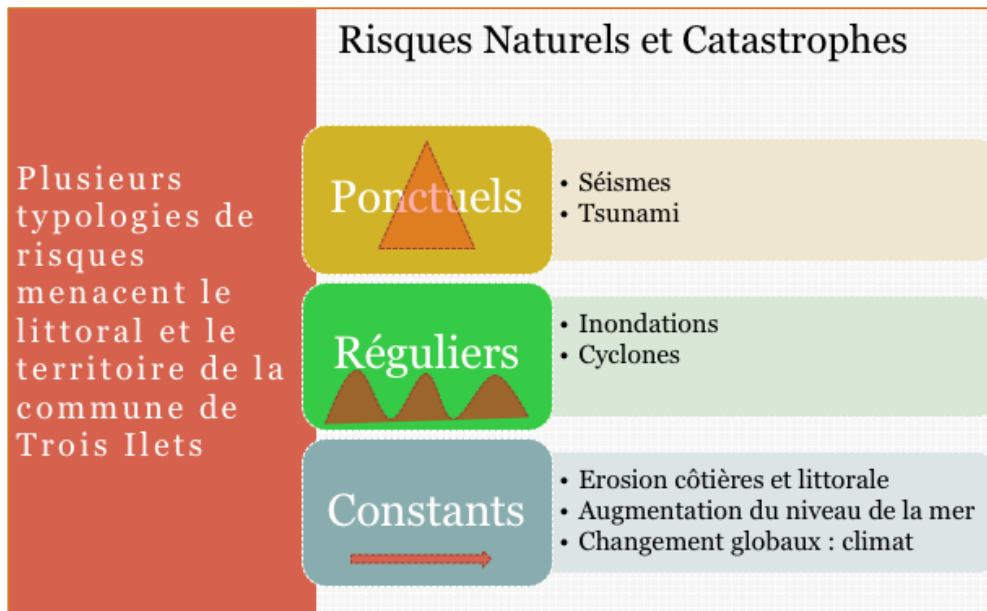 Risques Naturels et Catastrophes
Plusieurs
typologies de
risques
menacent le
littoral et le
territoire de la
commune de
Trois Ilets
Ponctuels
• Séismes
• Tsunami
Réguliers
• Inondations
• Cyclones
Constants
• Erosion côtières et littorale
• Augmentation du niveau de la mer
• Changement globaux : climat